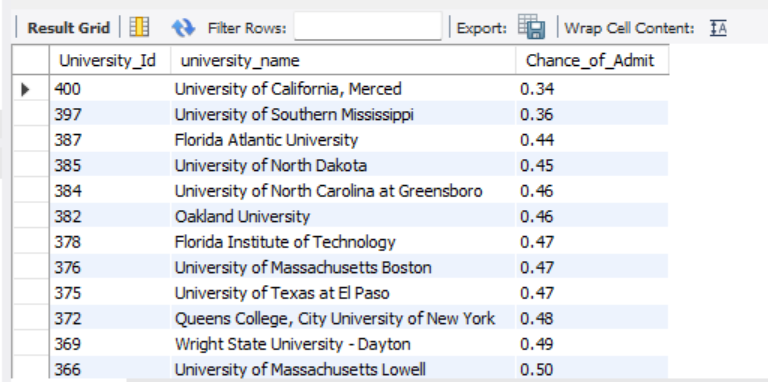 Result Grid Filter Rows: Export: Wrap Cell Content: IA
University_Id university_name Chance_of_Admit
400 University of California, Merced 0.34
397 University of Southern Mississippi 0.36
387 Florida Atlantic University 0.44
385 University of North Dakota 0.45
384 University of North Carolina at Greensboro 0.46
382 Oakland University 0.46
378 Florida Institute of Technology 0.47
376 University of Massachusetts Boston 0.47
375 University of Texas at El Paso 0.47
372 Queens College, City University of New York 0.48
369 Wright State University - Dayton 0.49
366 University of Massachusetts Lowell 0.50